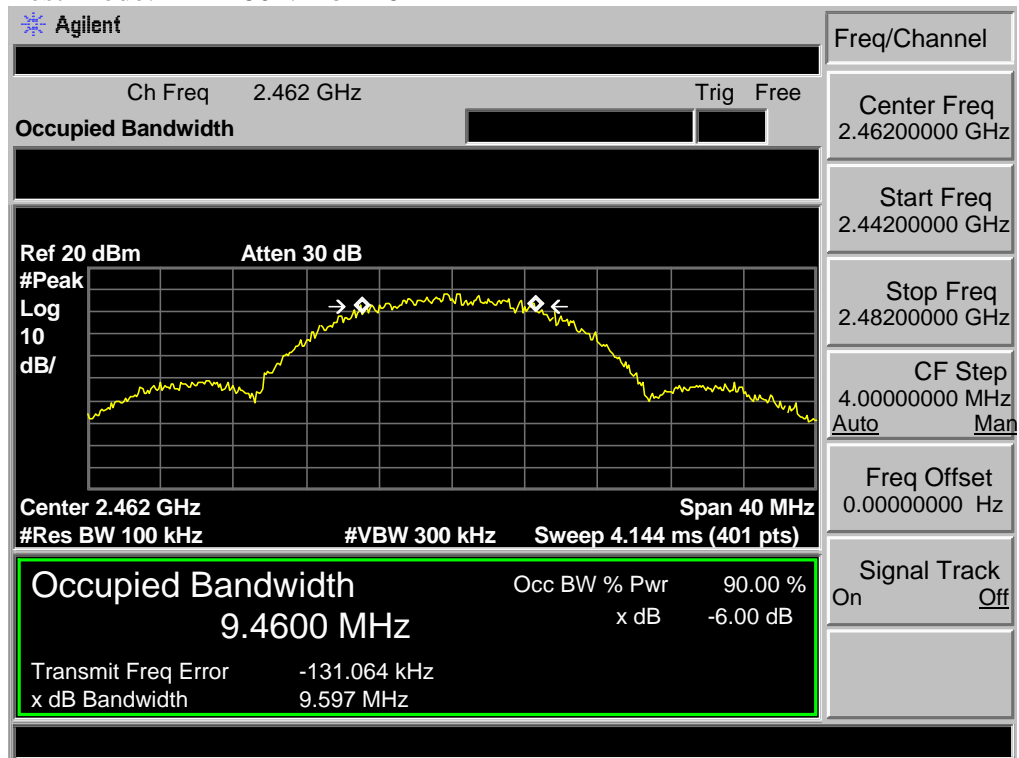 Agilent
Freq/Channel
Ch Freq 2.462 GHz Trig Free
Occupied Bandwidth
Center Freq
2.46200000 GHz
Start Freq
2.44200000 GHz
Stop Freq
2.48200000 GHz
CF Step
4.00000000 MHz
Auto Man
Freq Offset
0.00000000 Hz
Signal Track
On Off
Ref 20 dBm Atten 30 dB
#Peak
Log
10
dB/
Center 2.462 GHz Span 40 MHz
#Res BW 100 kHz #VBW 300 kHz Sweep 4.144 ms (401 pts)
Occupied Bandwidth Occ BW % Pwr 90.00 %
9.4600 MHz x dB -6.00 dB
Transmit Freq Error -131.064 kHz
x dB Bandwidth 9.597 MHz